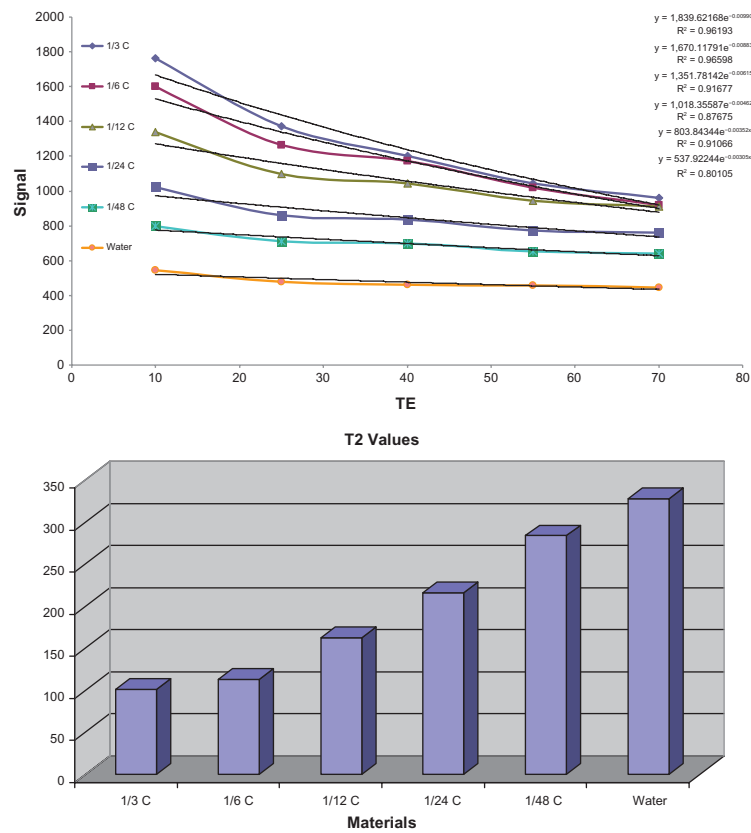 2000
1800
1600
1400
1200
1000
800
600
400
200
0
Signal
1/3 C
1/6 C
1/12 C
1/24 C
1/48 C
Water
y = 1,839.62168e
R² = 0.96193
y = 1,670.11791e
R² = 0.96598
y = 1,351.78142e
R² = 0.91677
y = 1,018.35587e
R² = 0.87675
y = 803.84344e⁻⁰·⁰⁰³⁵²ˣ
R² = 0.91066
y = 537.92244e⁻⁰·⁰⁰³⁰⁵ˣ
R² = 0.80105
0 10 20 30 40 50 60 70 80
TE
T2 Values
350
300
250
200
150
100
50
0
1/3 C 1/6 C 1/12 C 1/24 C 1/48 C Water
Materials